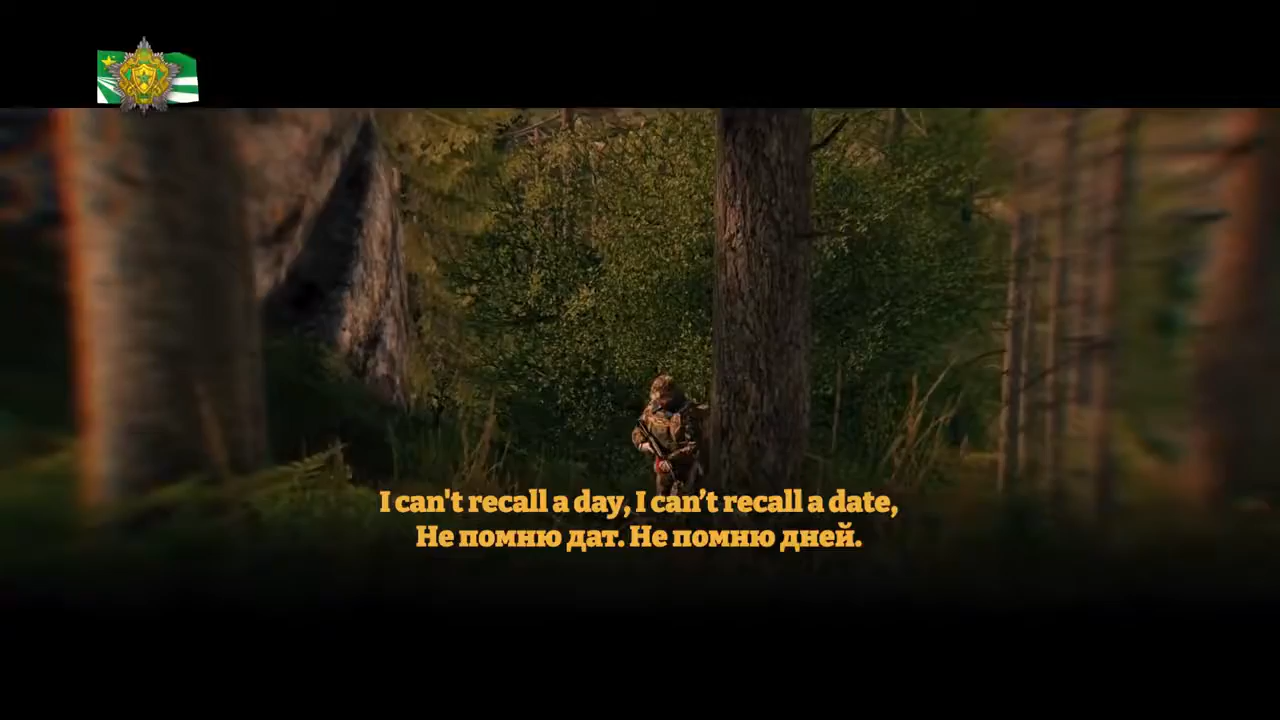 I can't recall a day, I can’t recall a date,
Не помню дат. Не помню дней.